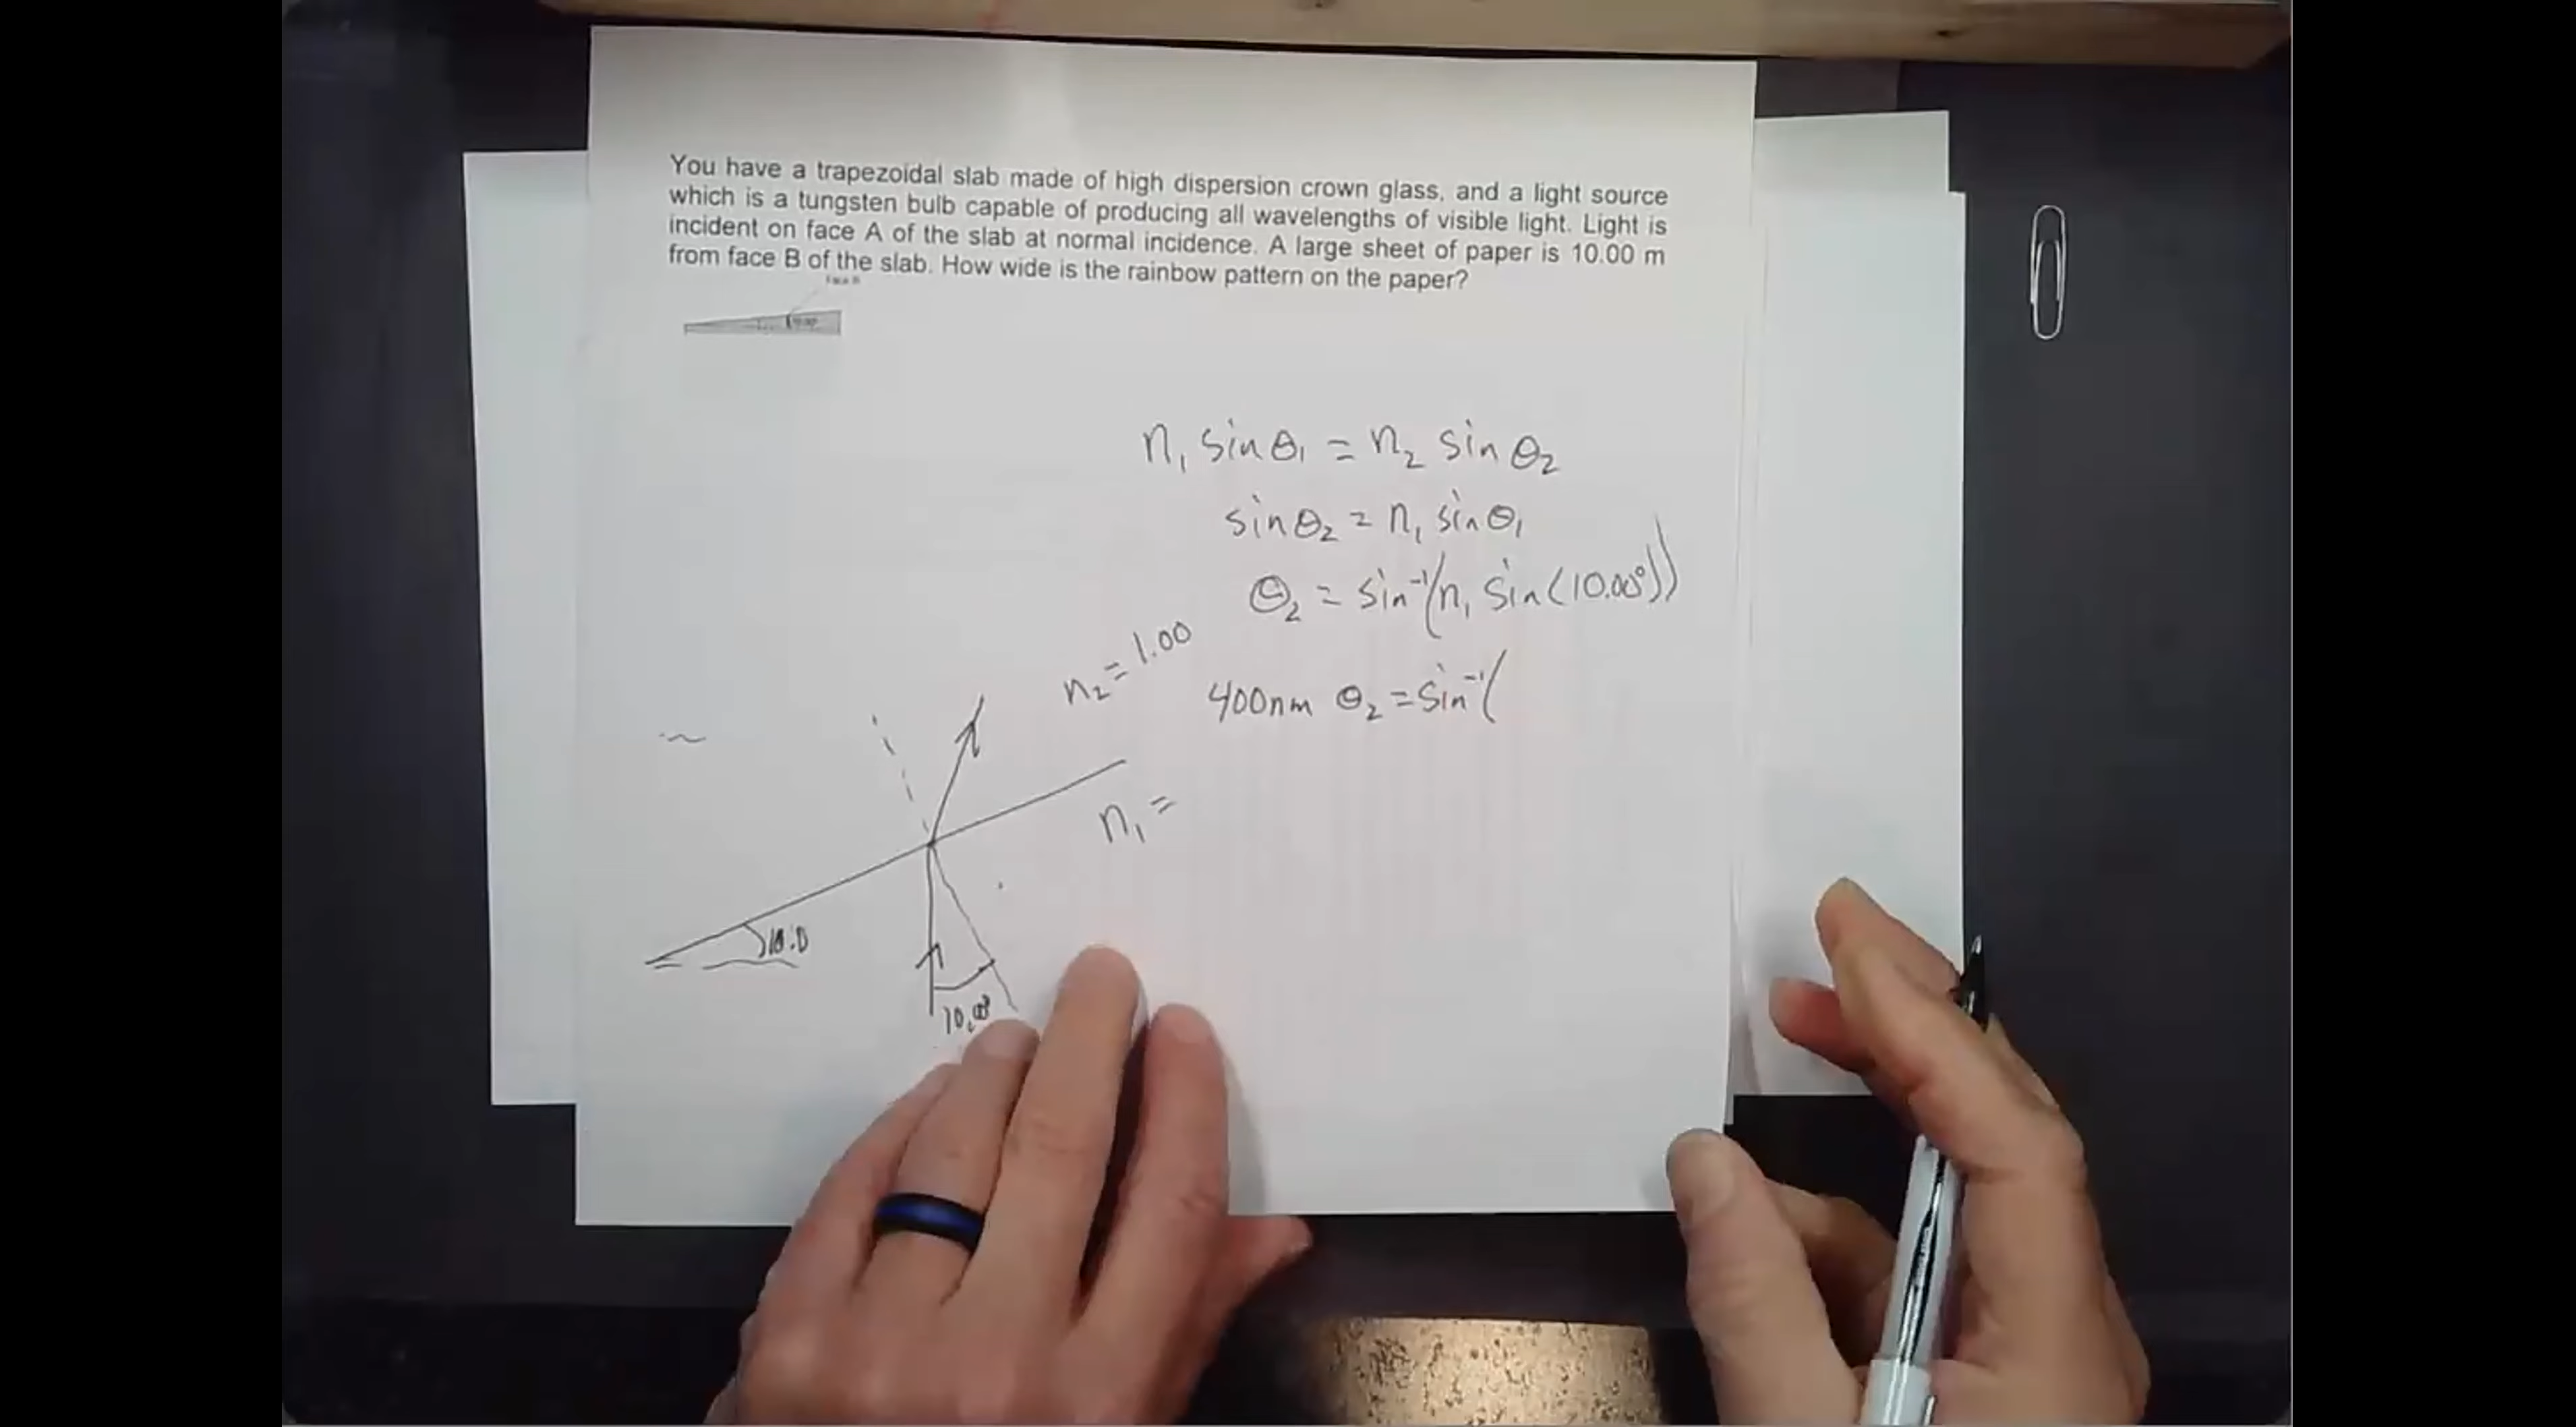 You have a trapezoidal slab made of high dispersion crown glass, and a light source
which is a tungsten bulb capable of producing all wavelengths of visible light. Light is
incident on face A of the slab at normal incidence. A large sheet of paper is 10.00 m
from face B of the slab. How wide is the rainbow pattern on the paper?
n₁ sin θ₁ = n₂ sin θ₂
sin θ₂ = n₁ sin θ₁
θ₂ = sin⁻¹(n₁ sin(10.00°))
n₂ = 1.00
400nm θ₂ = sin⁻¹(
n₁ =
10.0
10.00°